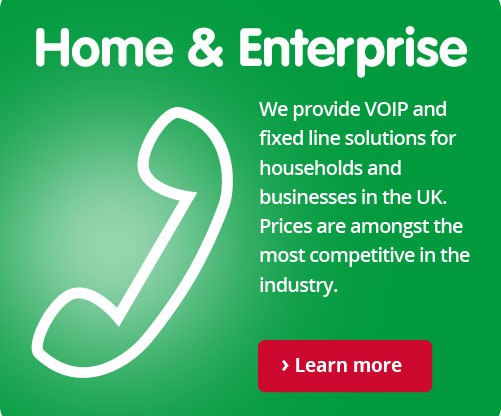 Home & Enterprise
We provide VOIP and
fixed line solutions for
households and
businesses in the UK.
Prices are amongst the
most competitive in the
industry.
› Learn more